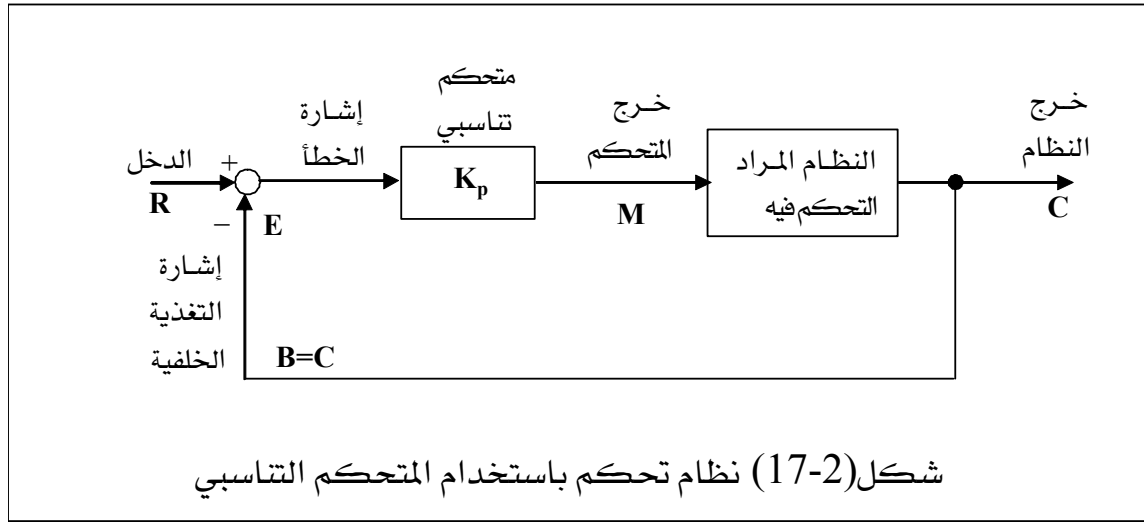 متحكم
تناسبي
خرج
النظام
إشارة
الخطأ
خرج
المتحكم
الدخل
+
النظام المراد
التحكم فيه
K_p
R
−
E
M
C
إشارة
التغذية
الخلفية
B=C
شكل(2-17) نظام تحكم باستخدام المتحكم التناسبي